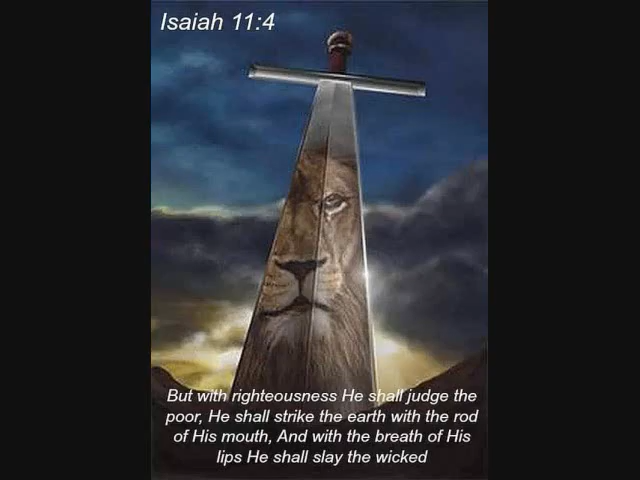 Isaiah 11:4
But with righteousness He shall judge the
poor, He shall strike the earth with the rod
of His mouth, And with the breath of His
lips He shall slay the wicked